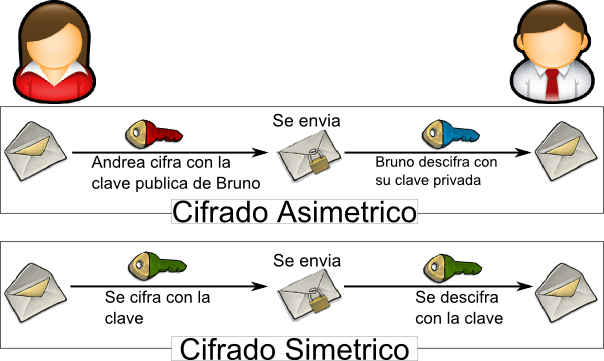 Se envia
Andrea cifra con la
clave publica de Bruno
Bruno descifra con
su clave privada
Cifrado Asimetrico
Se envia
Se cifra con la
clave
Se descifra
con la clave
Cifrado Simetrico